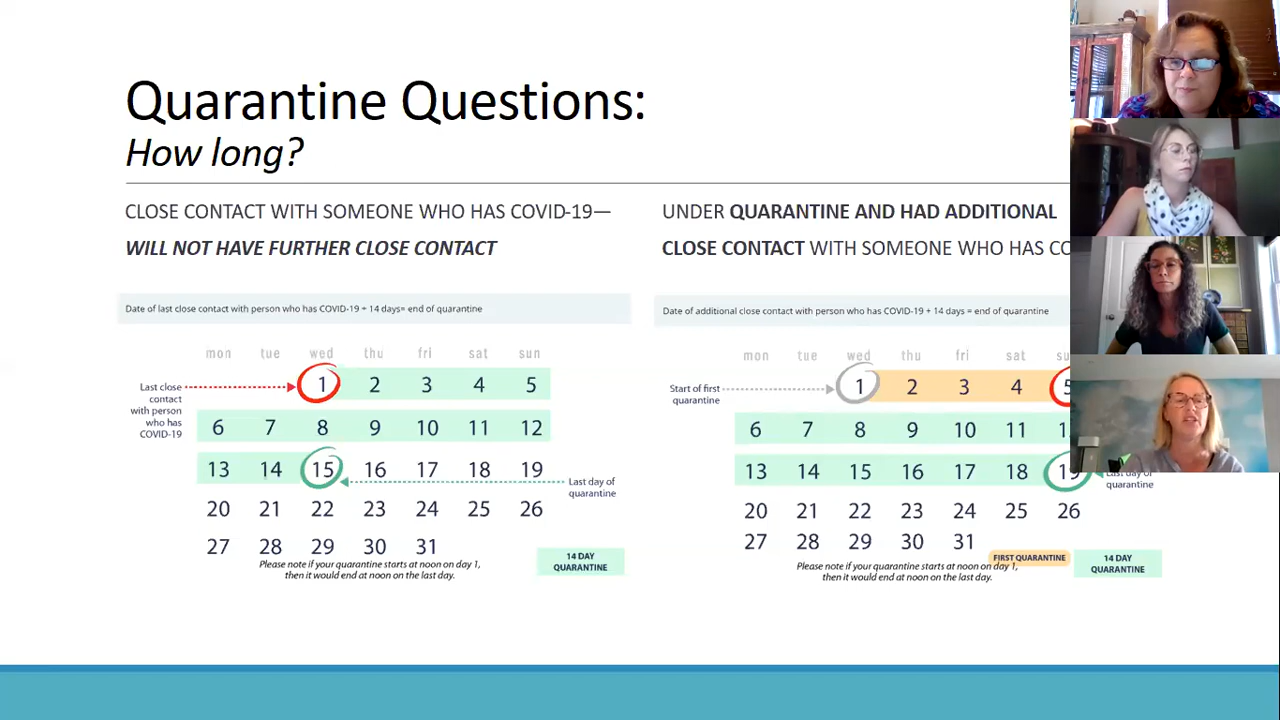 Quarantine Questions:
How long?
CLOSE CONTACT WITH SOMEONE WHO HAS COVID-19—
WILL NOT HAVE FURTHER CLOSE CONTACT
Date of last close contact with person who has COVID-19 + 14 days= end of quarantine
mon tue wed thu fri sat sun
Last close
contact
with person
who has
COVID-19
1 2 3 4 5
6 7 8 9 10 11 12
13 14 15 16 17 18 19
Last day of
quarantine
20 21 22 23 24 25 26
27 28 29 30 31
Please note if your quarantine starts at noon on day 1,
then it would end at noon on the last day.
14 DAY
QUARANTINE
UNDER QUARANTINE AND HAD ADDITIONAL
CLOSE CONTACT WITH SOMEONE WHO HAS
Date of additional close contact with person who has COVID-19 + 14 days = end of quarantine
mon tue wed thu fri sat
Start of first
quarantine
1 2 3 4 5
6 7 8 9 10 11
13 14 15 16 17 18 19
Last day of
quarantine
20 21 22 23 24 25 26
27 28 29 30 31
FIRST QUARANTINE
Please note if your quarantine starts at noon on day 1,
then it would end at noon on the last day.
14 DAY
QUARANTINE